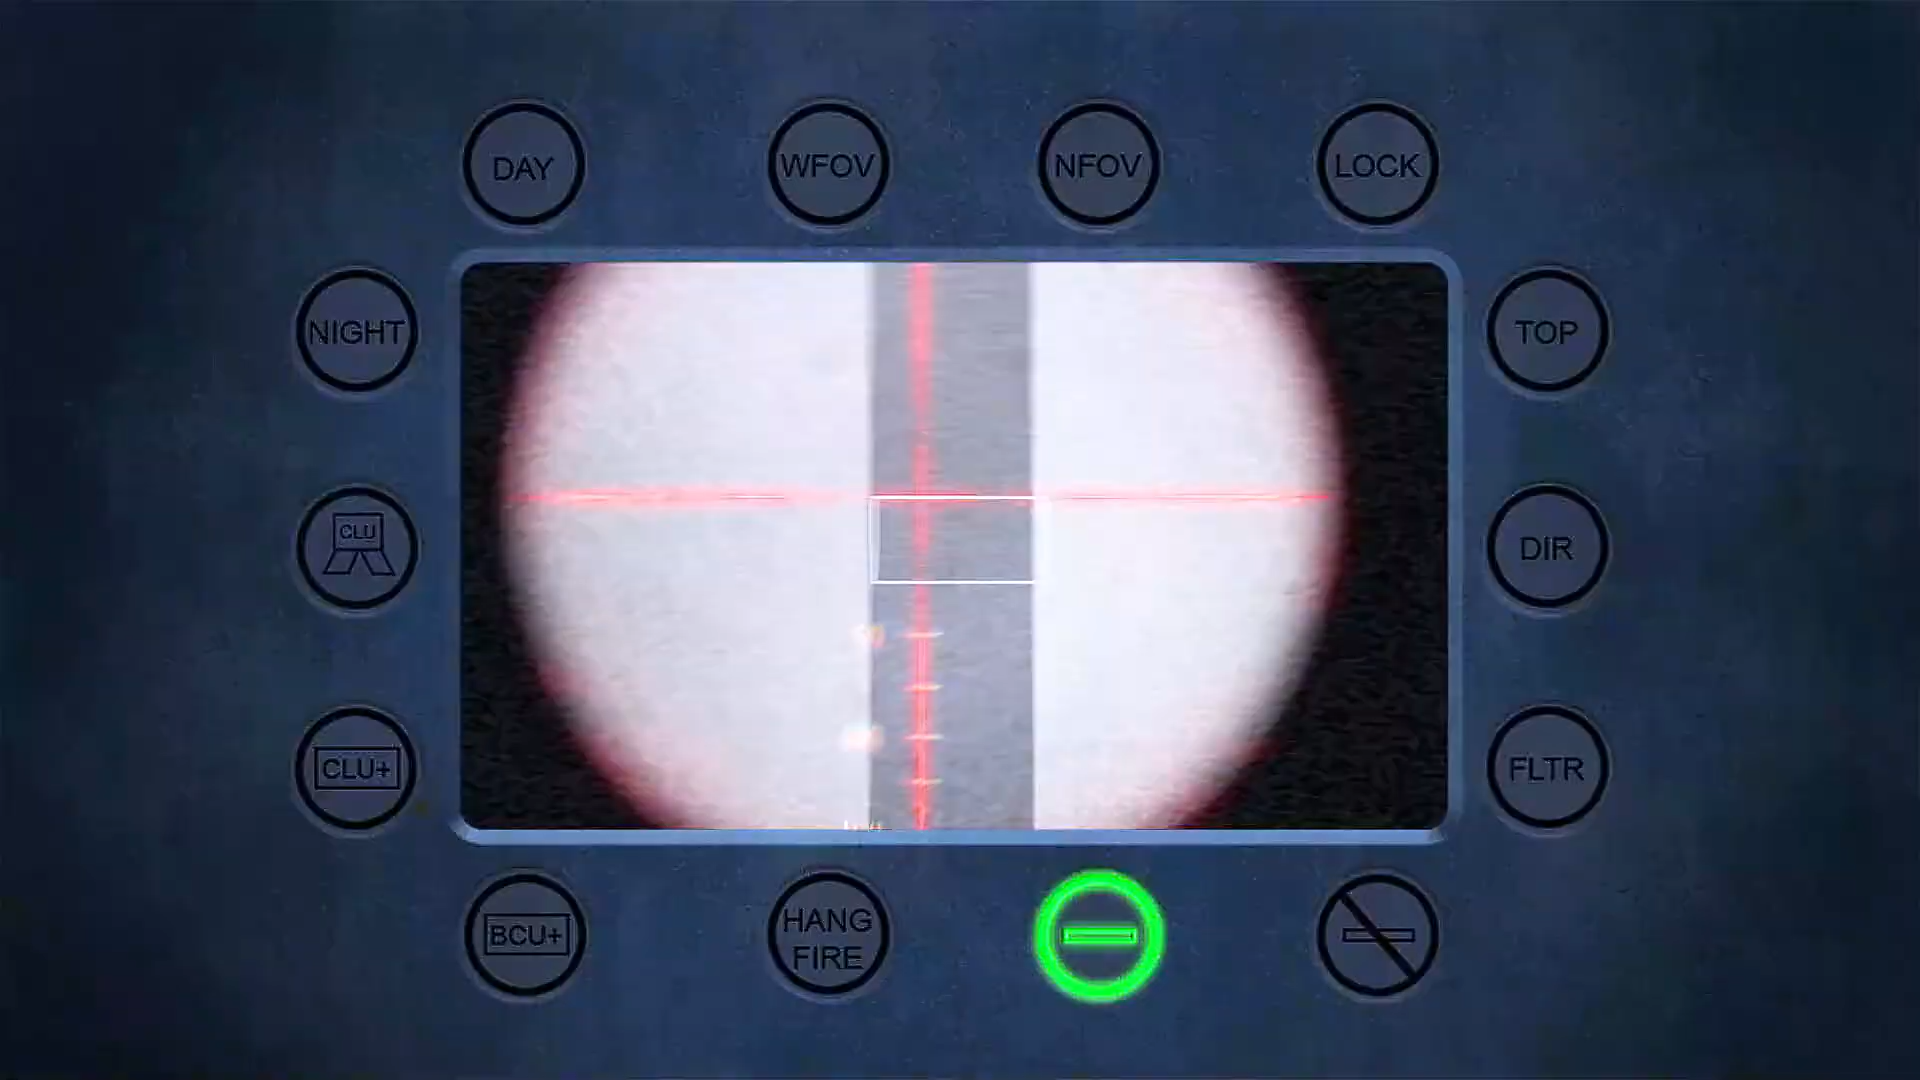 DAY
WFOV
NFOV
LOCK
NIGHT
TOP
CLU
DIR
CLU+
FLTR
BCU+
HANG
FIRE